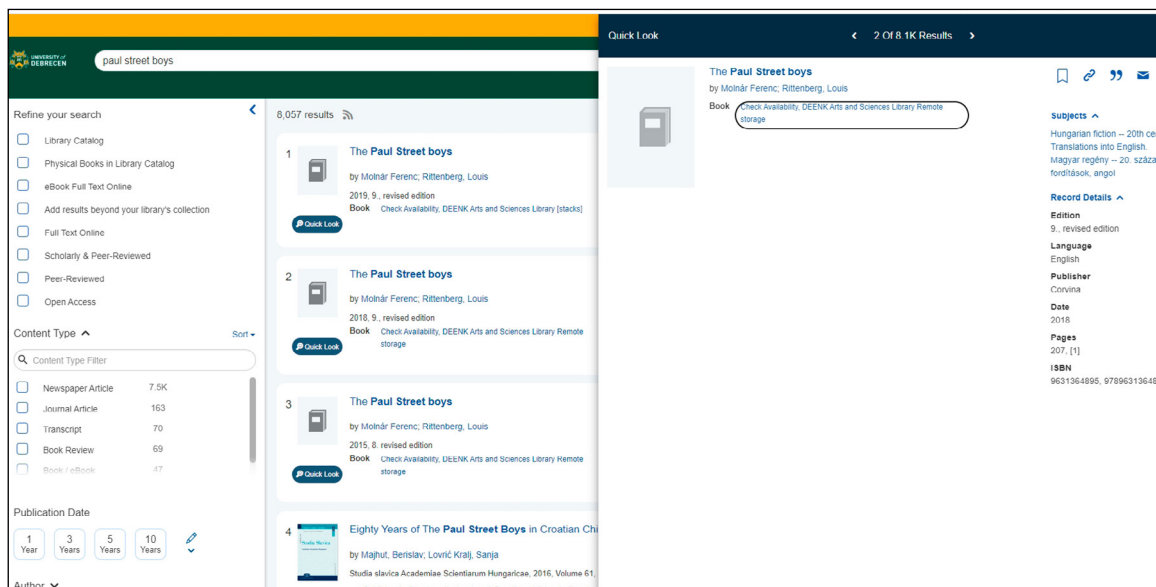 UNIVERSITY of
DEBRECEN
paul street boys
Refine your search
Library Catalog
Physical Books in Library Catalog
eBook Full Text Online
Add results beyond your library's collection
Full Text Online
Scholarly & Peer-Reviewed
Peer-Reviewed
Open Access
Content Type
Sort
Content Type Filter
Newspaper Article 7.5K
Journal Article 163
Transcript 70
Book Review 69
Book / eBook 47
Publication Date
1 Year
3 Years
5 Years
10 Years
Author
8,057 results
1
The Paul Street boys
by Molnár Ferenc; Rittenberg, Louis
2019, 9., revised edition
Book Check Availability, DEENK Arts and Sciences Library [stacks]
Quick Look
2
The Paul Street boys
by Molnár Ferenc; Rittenberg, Louis
2018, 9., revised edition
Book Check Availability, DEENK Arts and Sciences Library Remote
storage
Quick Look
3
The Paul Street boys
by Molnár Ferenc; Rittenberg, Louis
2015, 8. revised edition
Book Check Availability, DEENK Arts and Sciences Library Remote
storage
Quick Look
4
Studia Slavica
Eighty Years of The Paul Street Boys in Croatian Chi
by Majhut, Berislav; Lovrić Kralj, Sanja
Studia slavica Academiae Scientiarum Hungaricae, 2016, Volume 61,
Quick Look
2 Of 8.1K Results
The Paul Street boys
by Molnár Ferenc; Rittenberg, Louis
Book Check Availability, DEENK Arts and Sciences Library Remote
storage
Subjects
Hungarian fiction -- 20th ce
Translations into English.
Magyar regény -- 20. száza
fordítások, angol
Record Details
Edition
9., revised edition
Language
English
Publisher
Corvina
Date
2018
Pages
207, [1]
ISBN
9631364895, 97896313648